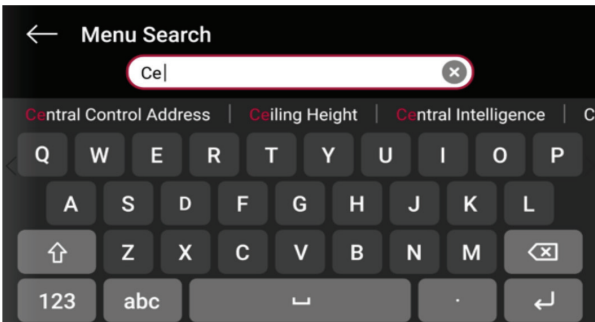 Menu Search
Ce
Central Control Address | Ceiling Height | Central Intelligence | C
Q W E R T Y U I O P
A S D F G H J K L
Z X C V B N M
123 abc .